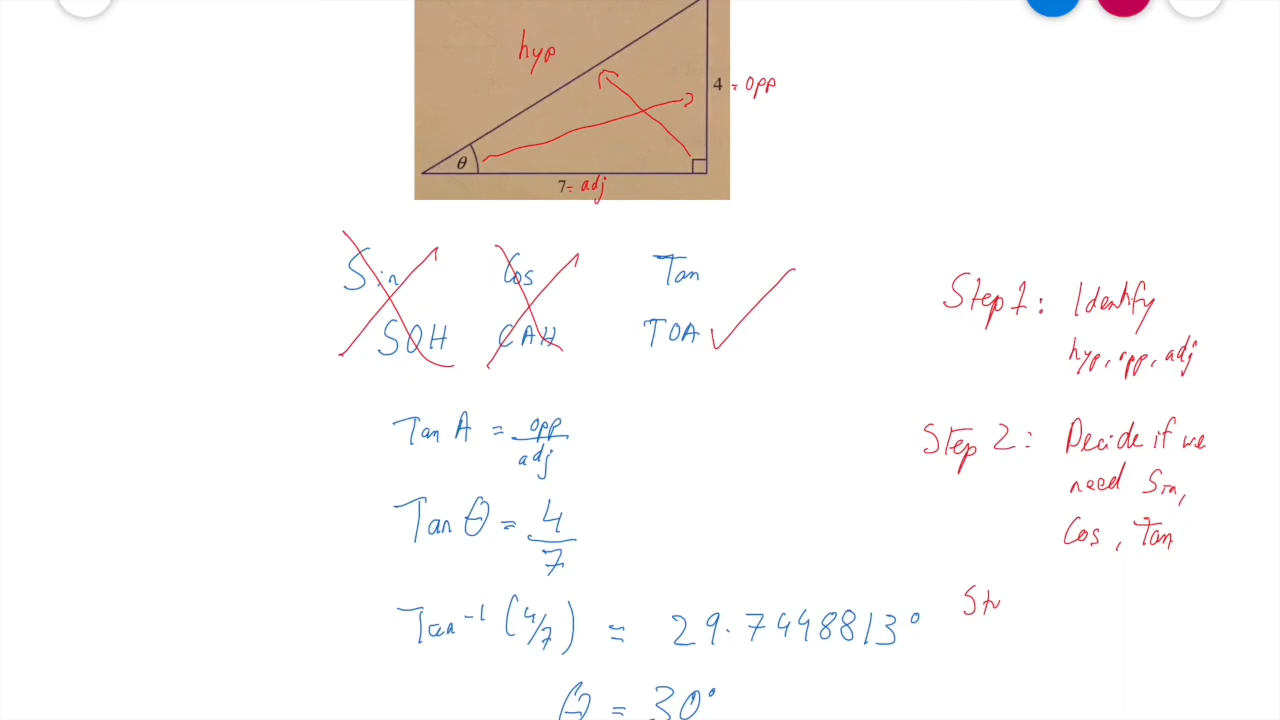 hyp
4 = opp
θ
7 = adj
Sin Cos Tan
SOH CAH TOA
Step 1: Identify
hyp, opp, adj
Tan A = opp/adj
Step 2: Decide if we
need Sin,
Cos, Tan
Tan θ = 4/7
Ste
Tan⁻¹ (4/7) = 29.7448813°
θ = 30°